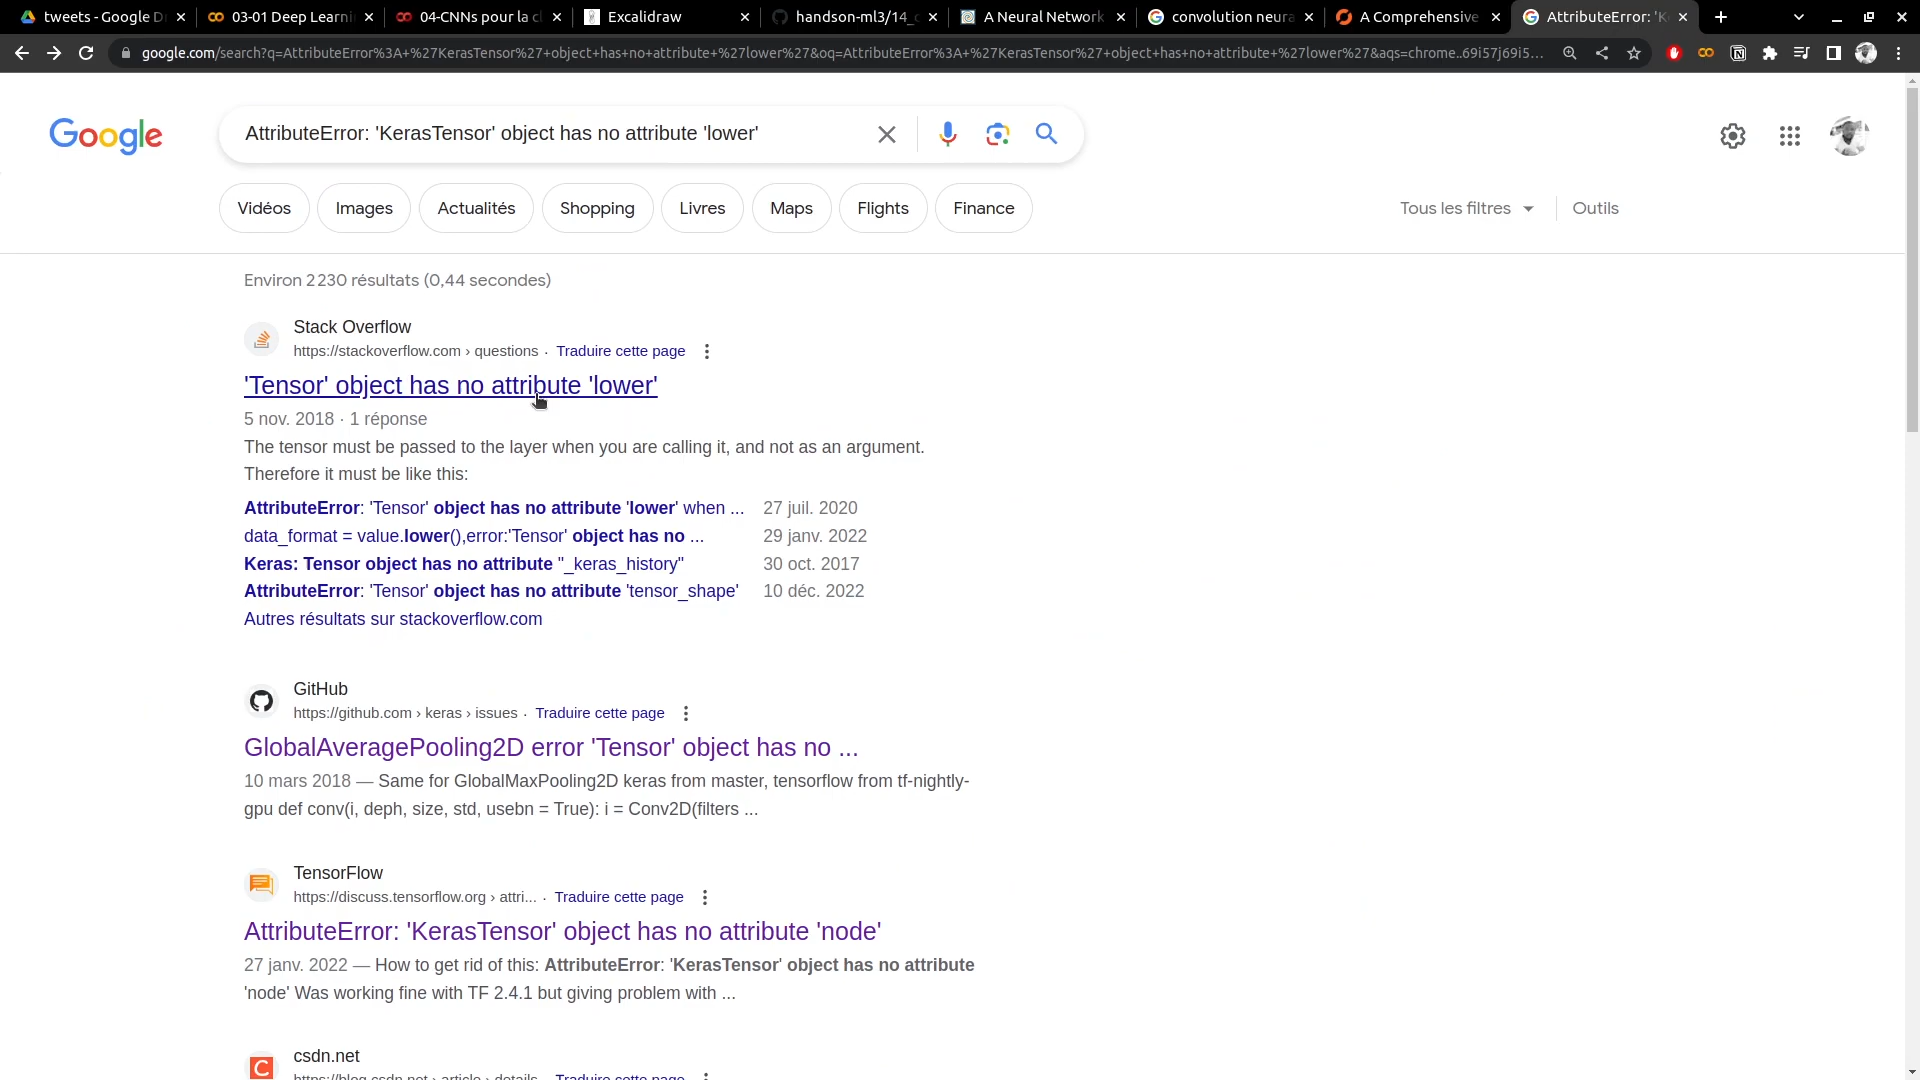 tweets - Google D
03-01 Deep Learni
04-CNNs pour la c
Excalidraw
handson-ml3/14_c
A Neural Network
convolution neura
A Comprehensive
AttributeError: 'K
google.com/search?q=AttributeError%3A+%27KerasTensor%27+object+has+no+attribute+%27lower%27&oq=AttributeError%3A+%27KerasTensor%27+object+has+no+attribute+%27lower%27&aqs=chrome..69i57j69i5...
Google
AttributeError: 'KerasTensor' object has no attribute 'lower'
Vidéos
Images
Actualités
Shopping
Livres
Maps
Flights
Finance
Tous les filtres
Outils
Environ 2 230 résultats (0,44 secondes)
Stack Overflow
https://stackoverflow.com › questions · Traduire cette page
'Tensor' object has no attribute 'lower'
5 nov. 2018 · 1 réponse
The tensor must be passed to the layer when you are calling it, and not as an argument.
Therefore it must be like this:
AttributeError: 'Tensor' object has no attribute 'lower' when ... 27 juil. 2020
data_format = value.lower(),error:'Tensor' object has no ... 29 janv. 2022
Keras: Tensor object has no attribute "_keras_history" 30 oct. 2017
AttributeError: 'Tensor' object has no attribute 'tensor_shape' 10 déc. 2022
Autres résultats sur stackoverflow.com
GitHub
https://github.com › keras › issues · Traduire cette page
GlobalAveragePooling2D error 'Tensor' object has no ...
10 mars 2018 — Same for GlobalMaxPooling2D keras from master, tensorflow from tf-nightly-
gpu def conv(i, deph, size, std, usebn = True): i = Conv2D(filters ...
TensorFlow
https://discuss.tensorflow.org › attri... · Traduire cette page
AttributeError: 'KerasTensor' object has no attribute 'node'
27 janv. 2022 — How to get rid of this: AttributeError: 'KerasTensor' object has no attribute
'node' Was working fine with TF 2.4.1 but giving problem with ...
csdn.net
https://blog.csdn.net › article › details · Traduire cette page